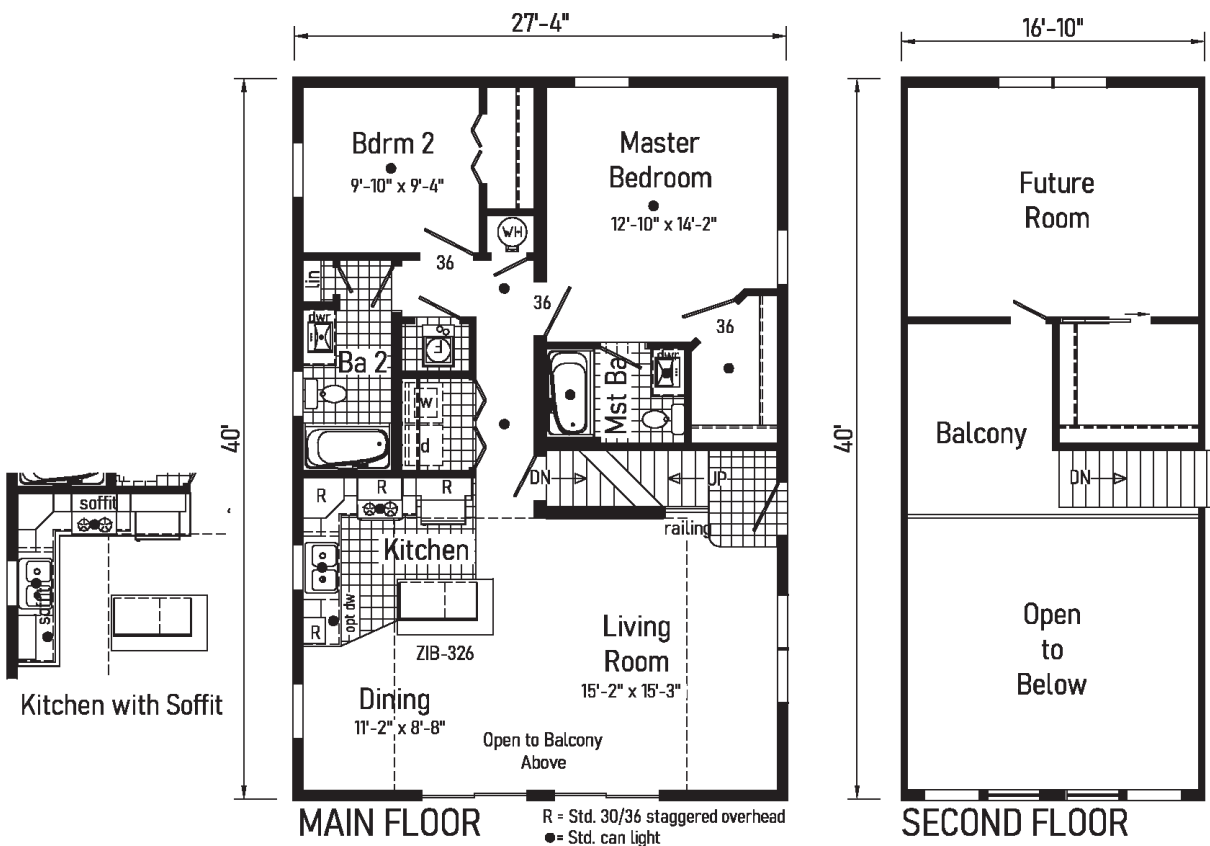 27'-4"
16'-10"
40'
Bdrm 2
9'-10" x 9'-4"
Master
Bedroom
12'-10" x 14'-2"
WH
36
36
36
lin
dwr
Ba 2
w
d
Mst Ba
dwr
DN
UP
railing
R
R
R
Kitchen
opt dw
R
ZIB-326
Living
Room
15'-2" x 15'-3"
Dining
11'-2" x 8'-8"
Open to Balcony
Above
MAIN FLOOR
R = Std. 30/36 staggered overhead
●= Std. can light
soffit
soffit
Kitchen with Soffit
40'
Future
Room
Balcony
DN
Open
to
Below
SECOND FLOOR